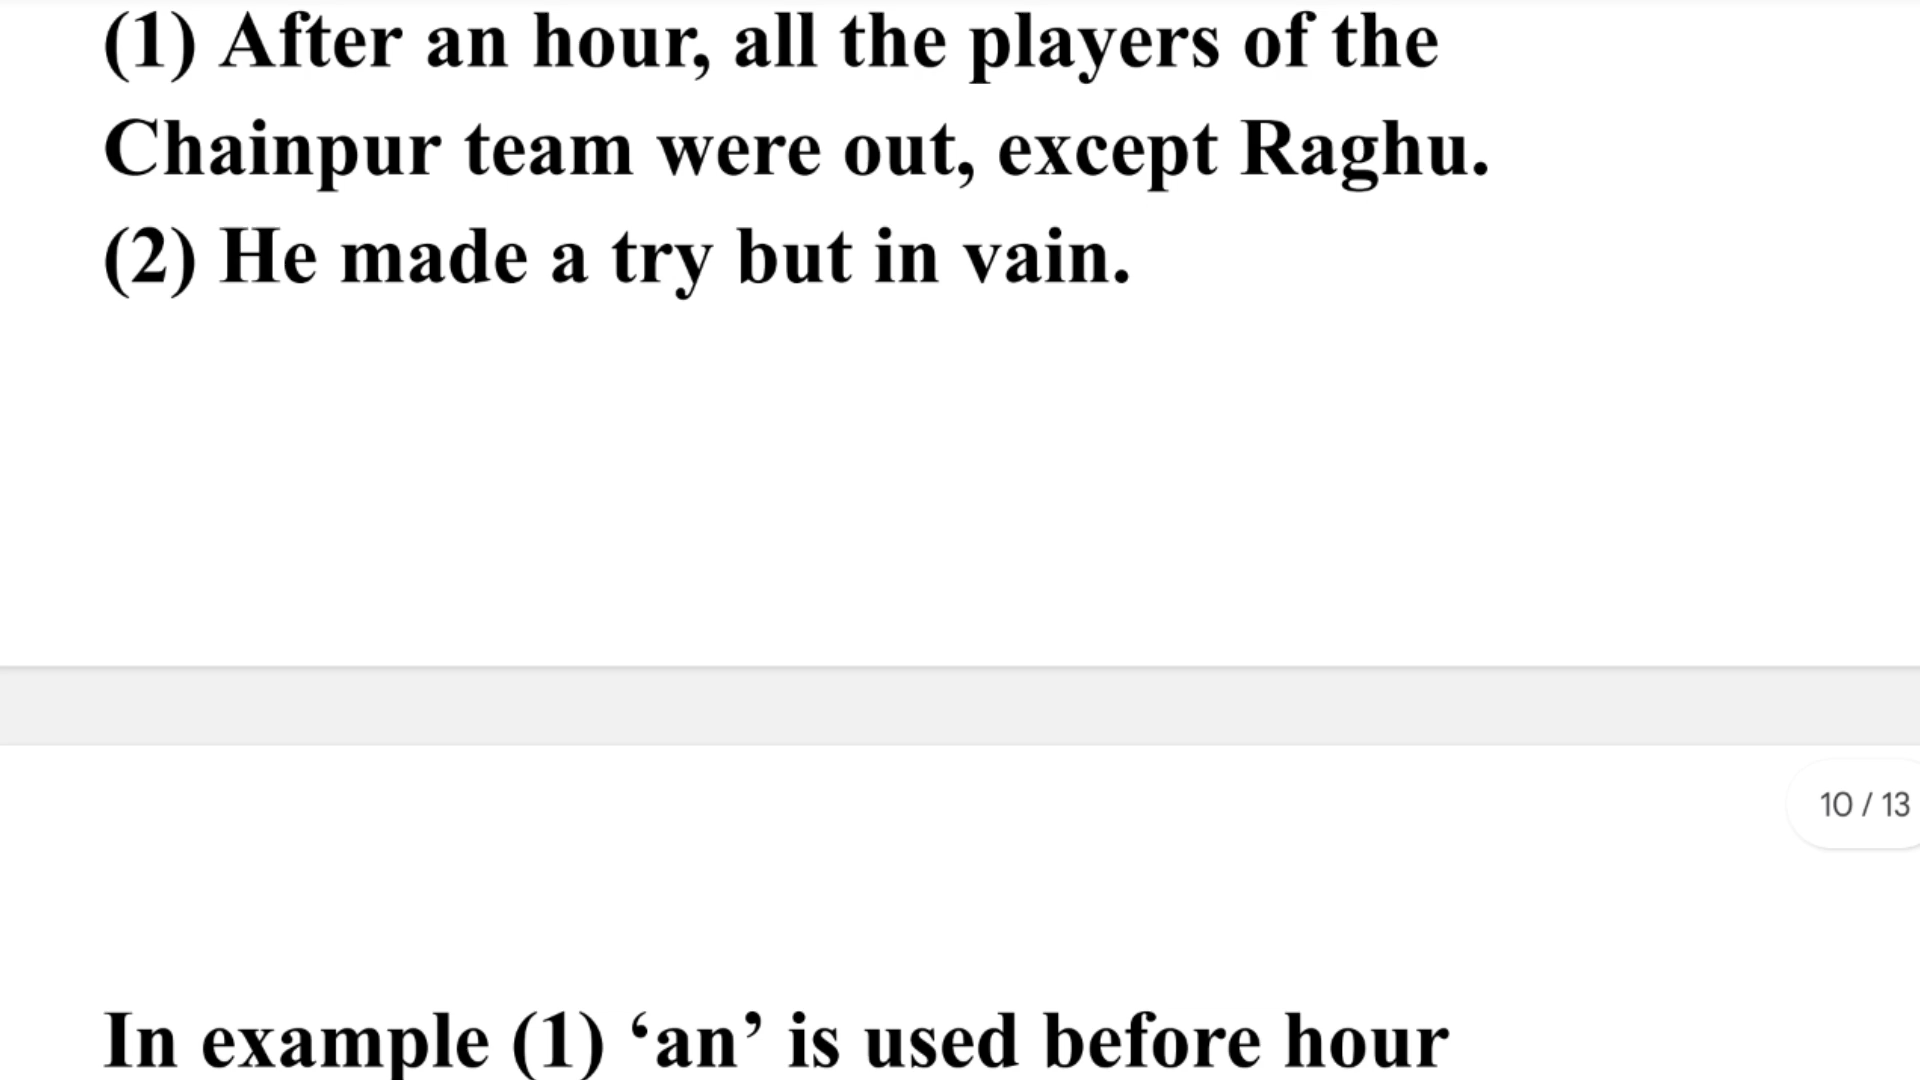 (1) After an hour, all the players of the
Chainpur team were out, except Raghu.
(2) He made a try but in vain.
10 / 13
In example (1) ‘an’ is used before hour